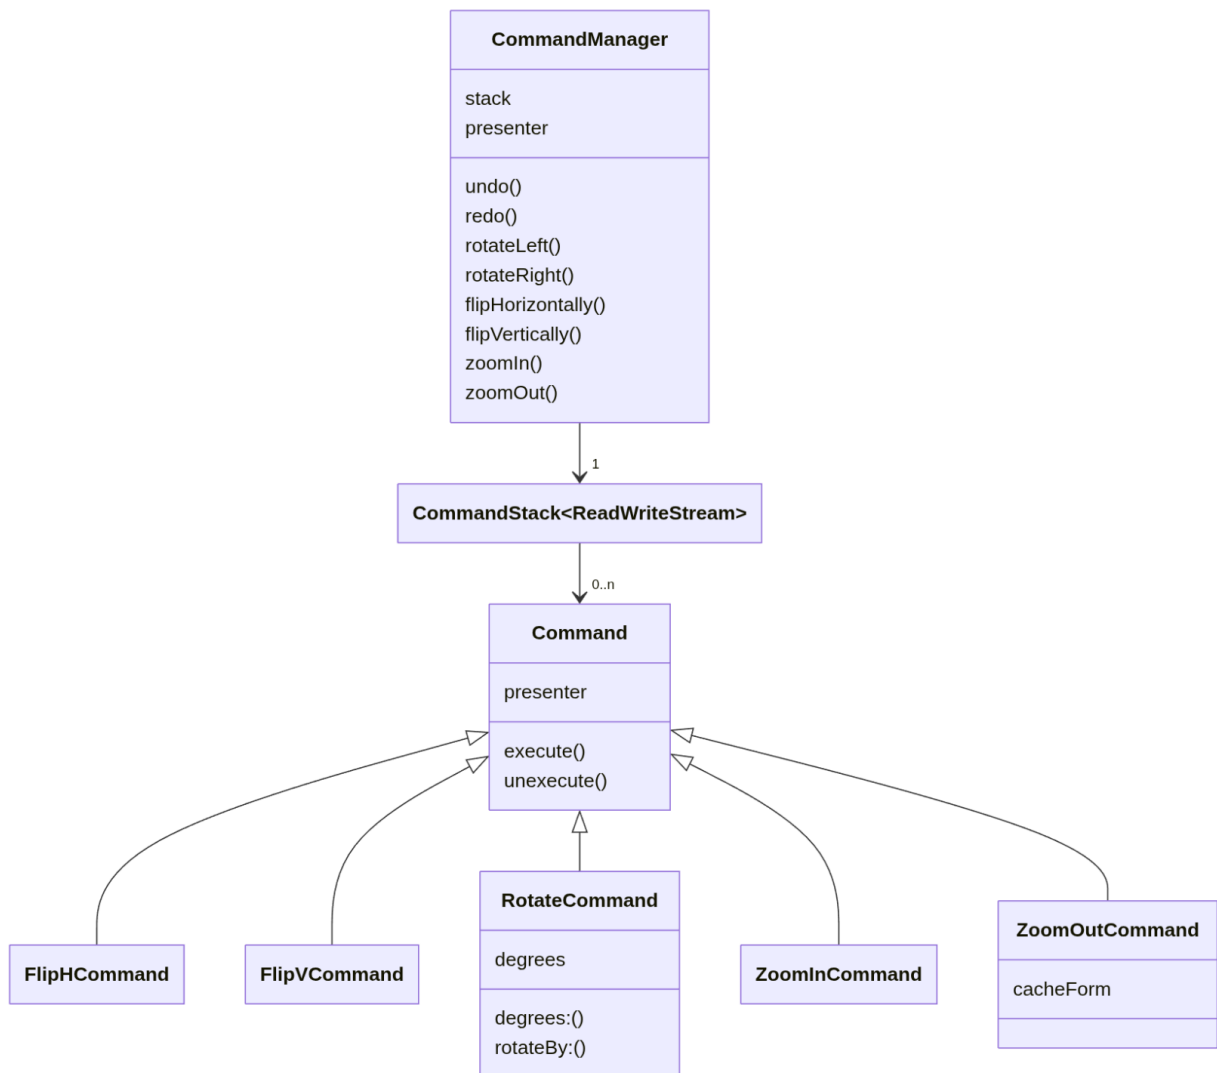 CommandManager
stack
presenter
undo()
redo()
rotateLeft()
rotateRight()
flipHorizontally()
flipVertically()
zoomIn()
zoomOut()
1
CommandStack<ReadWriteStream>
0..n
Command
presenter
execute()
unexecute()
FlipHCommand
FlipVCommand
RotateCommand
degrees
degrees:()
rotateBy:()
ZoomInCommand
ZoomOutCommand
cacheForm